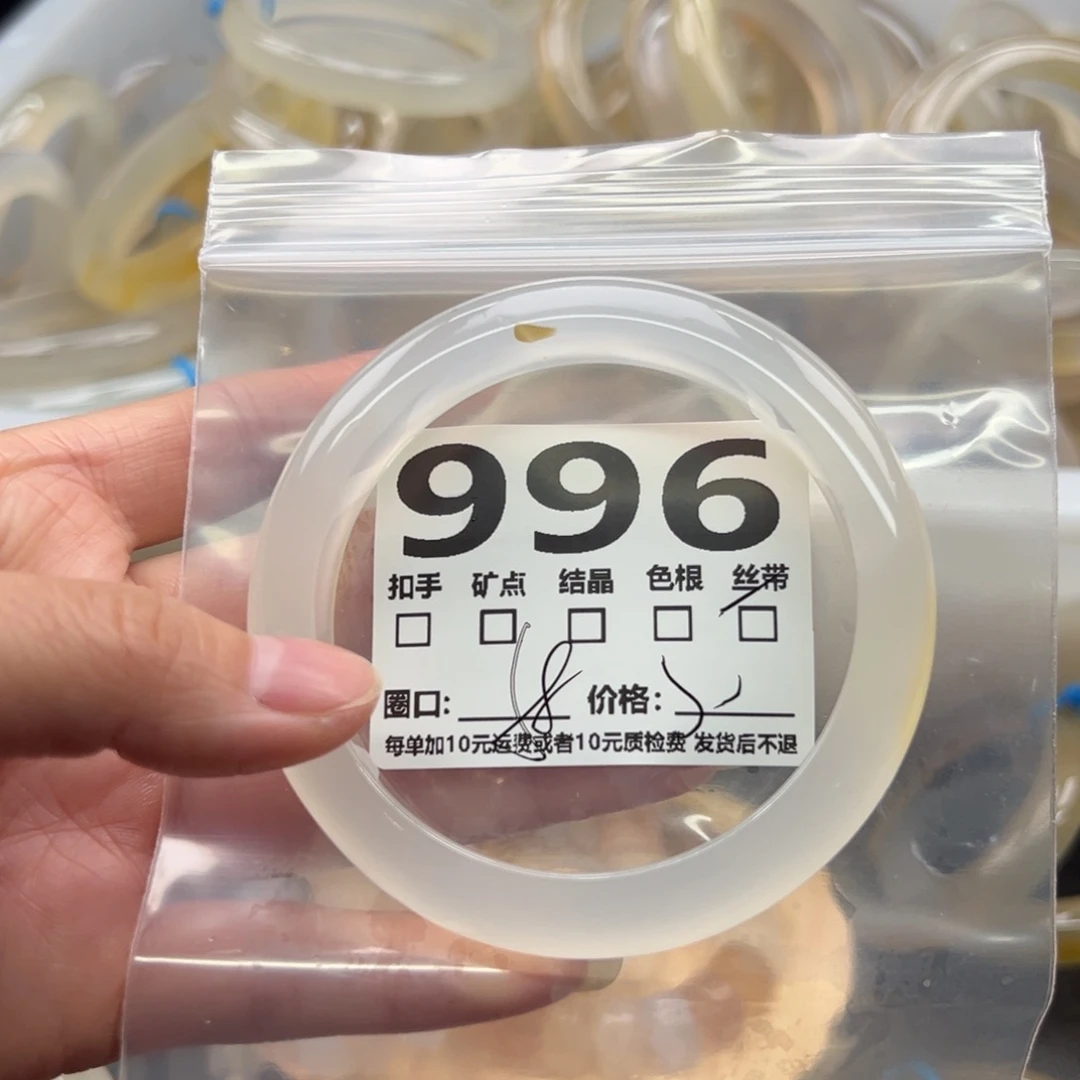 996
扣手 矿点 结晶 色根 丝带
圈口: 价格:
每单加10元运费或者10元质检费 发货后不退